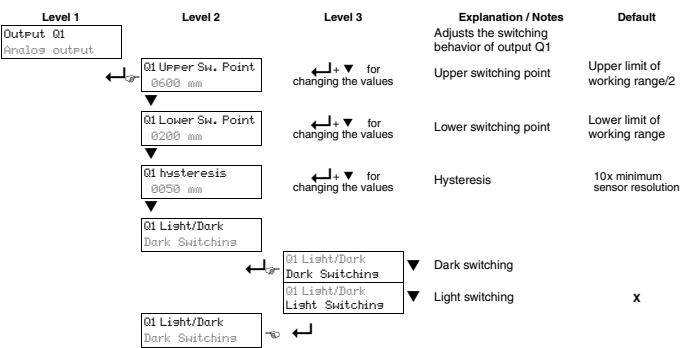 Level 1 Level 2 Level 3 Explanation / Notes Default
Output Q1
Analog output
Adjusts the switching
behavior of output Q1
Q1 Upper Sw. Point
0600 mm
+ ▼ for
changing the values
Upper switching point
Upper limit of
working range/2
Q1 Lower Sw. Point
0200 mm
+ ▼ for
changing the values
Lower switching point
Lower limit of
working range
Q1 hysteresis
0050 mm
+ ▼ for
changing the values
Hysteresis
10x minimum
sensor resolution
Q1 Light/Dark
Dark Switching
Q1 Light/Dark
Dark Switching
Dark switching
Q1 Light/Dark
Light Switching
Light switching
X
Q1 Light/Dark
Dark Switching